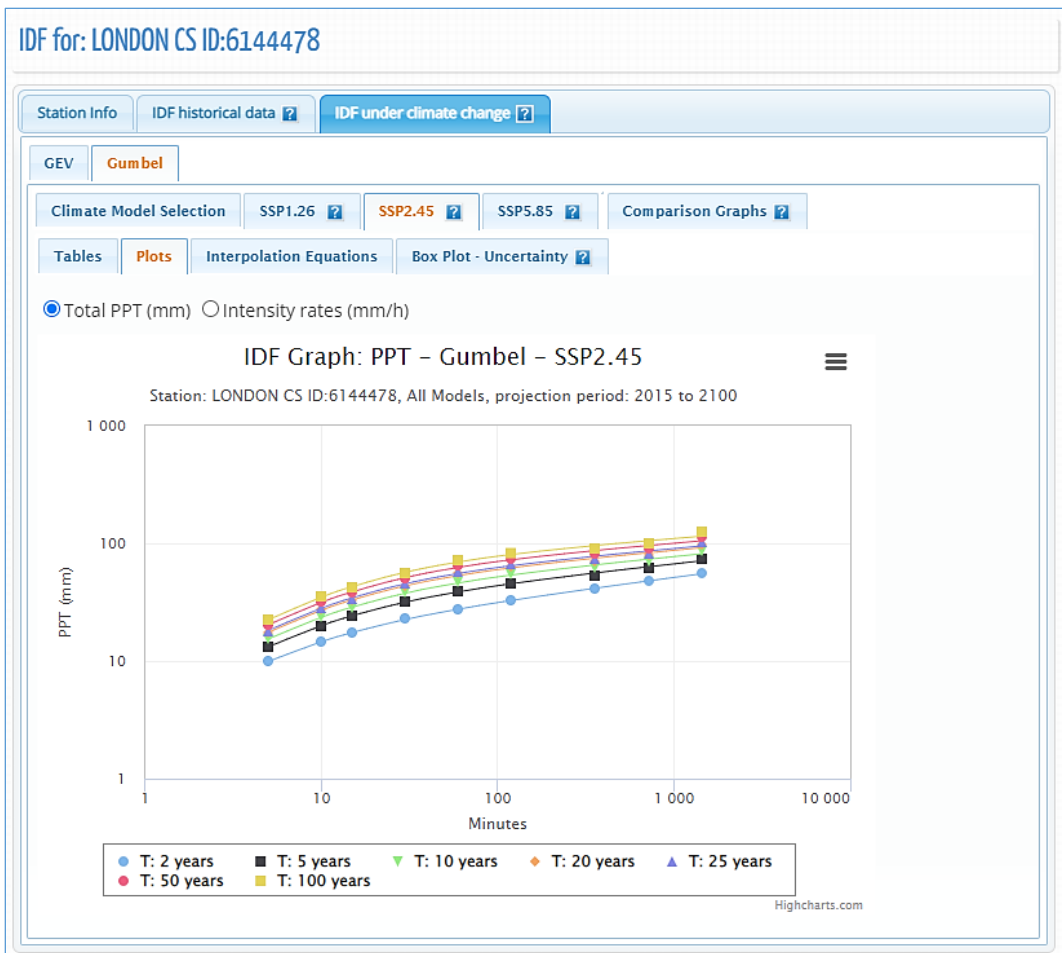 IDF for: LONDON CS ID:6144478
Station Info IDF historical data ? IDF under climate change ?
GEV Gumbel
Climate Model Selection SSP1.26 ? SSP2.45 ? SSP5.85 ? Comparison Graphs ?
Tables Plots Interpolation Equations Box Plot - Uncertainty ?
Total PPT (mm) Intensity rates (mm/h)
IDF Graph: PPT – Gumbel – SSP2.45
Station: LONDON CS ID:6144478, All Models, projection period: 2015 to 2100
1 000
100
10
1
PPT (mm)
1 10 100 1 000 10 000
Minutes
T: 2 years T: 5 years T: 10 years T: 20 years T: 25 years
T: 50 years T: 100 years
Highcharts.com